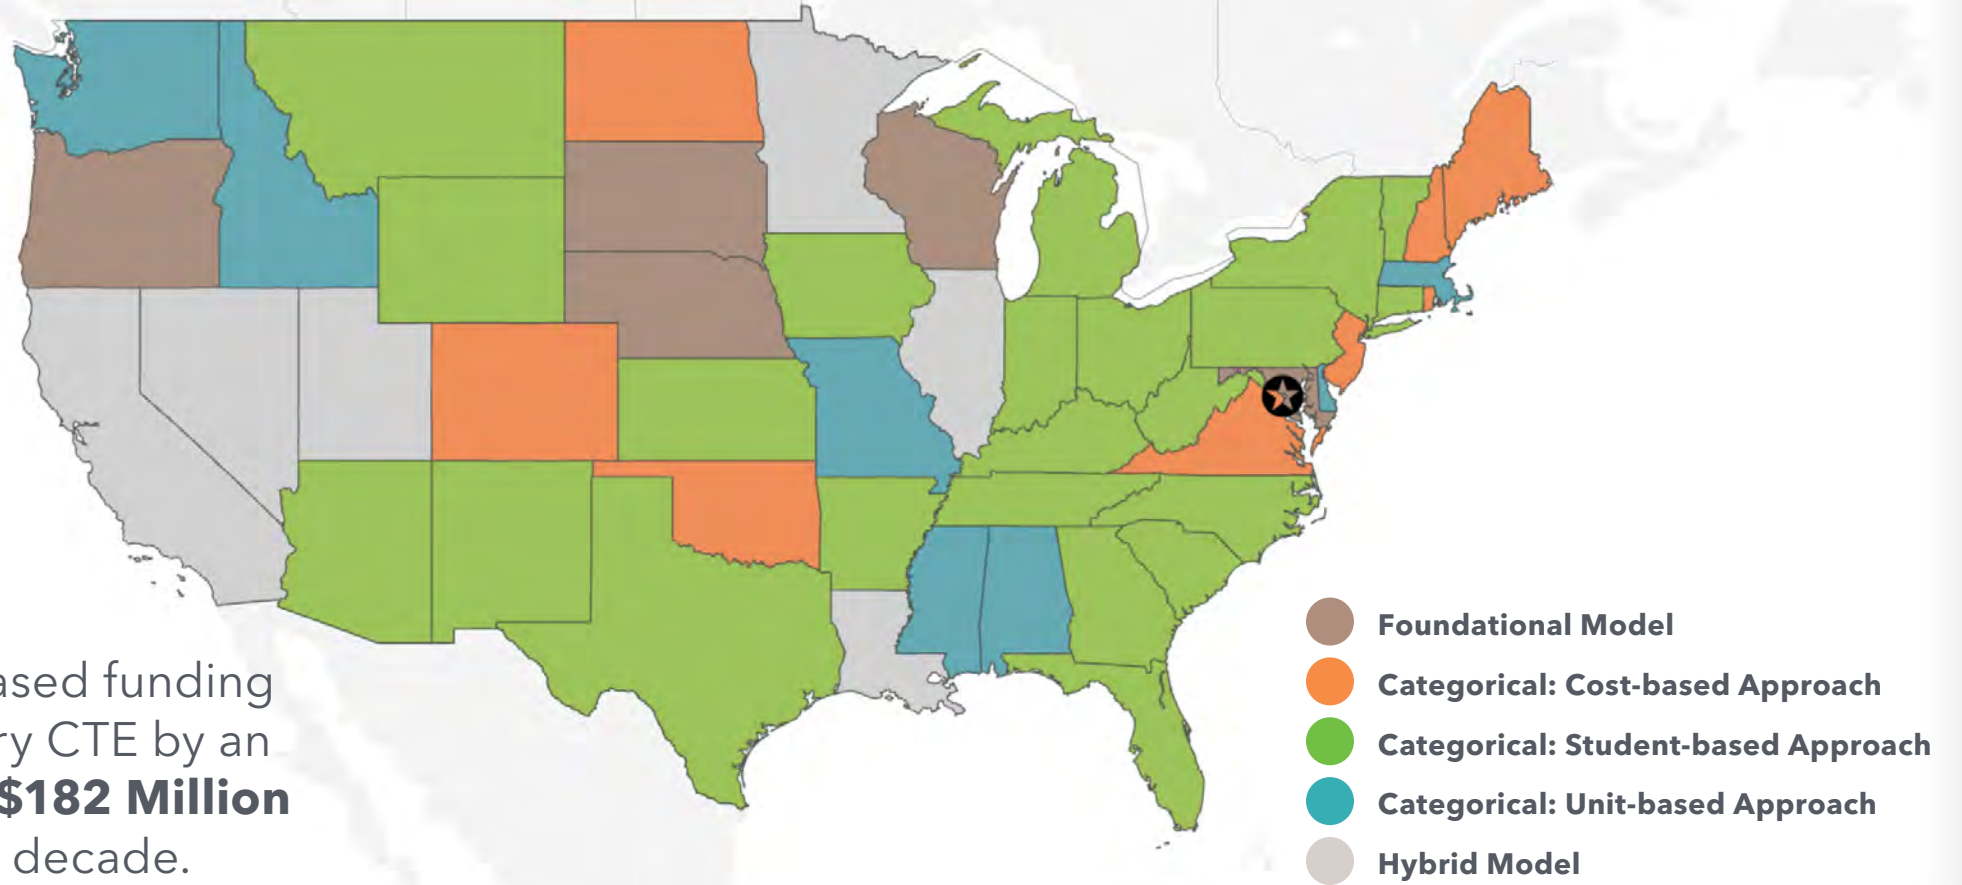 ased funding
ry CTE by an
$182 Million
decade.
Foundational Model
Categorical: Cost-based Approach
Categorical: Student-based Approach
Categorical: Unit-based Approach
Hybrid Model